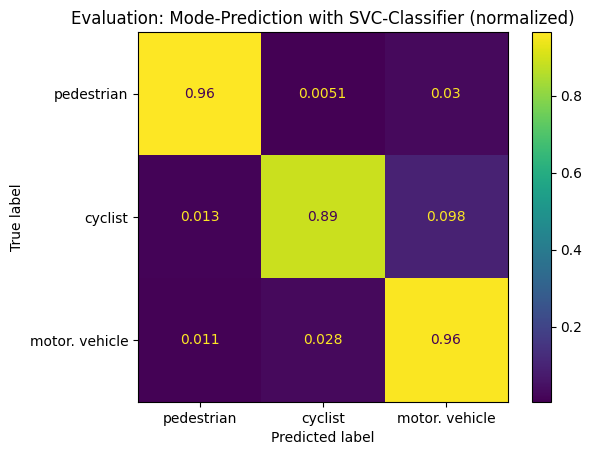 Evaluation: Mode-Prediction with SVC-Classifier (normalized)
pedestrian 0.96 0.0051 0.03
cyclist 0.013 0.89 0.098
motor. vehicle 0.011 0.028 0.96
pedestrian cyclist motor. vehicle
Predicted label
True label
0.8
0.6
0.4
0.2